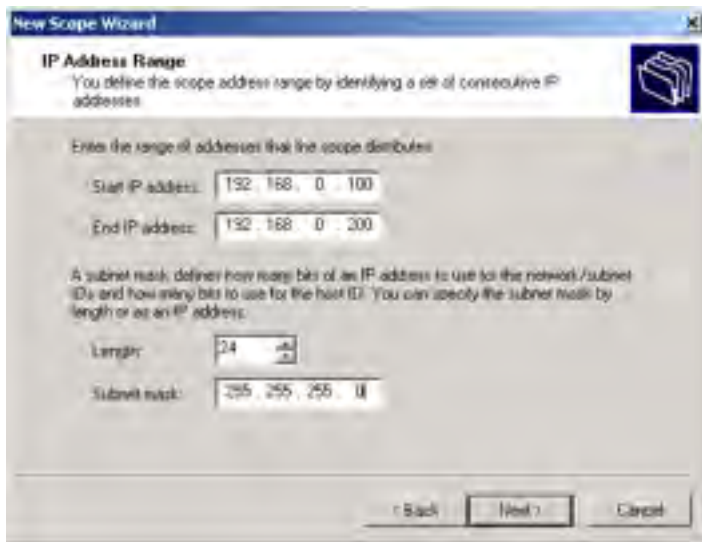 New Scope Wizard
IP Address Range
You define the scope address range by identifying a set of consecutive IP
addresses.
Enter the range of addresses that the scope distributes.
Start IP address: 192 . 168 . 0 . 100
End IP address: 192 . 168 . 0 . 200
A subnet mask defines how many bits of an IP address to use for the network/subnet
IDs and how many bits to use for the host ID. You can specify the subnet mask by
length or as an IP address.
Length: 24
Subnet mask: 255 . 255 . 255 . 0
< Back Next > Cancel